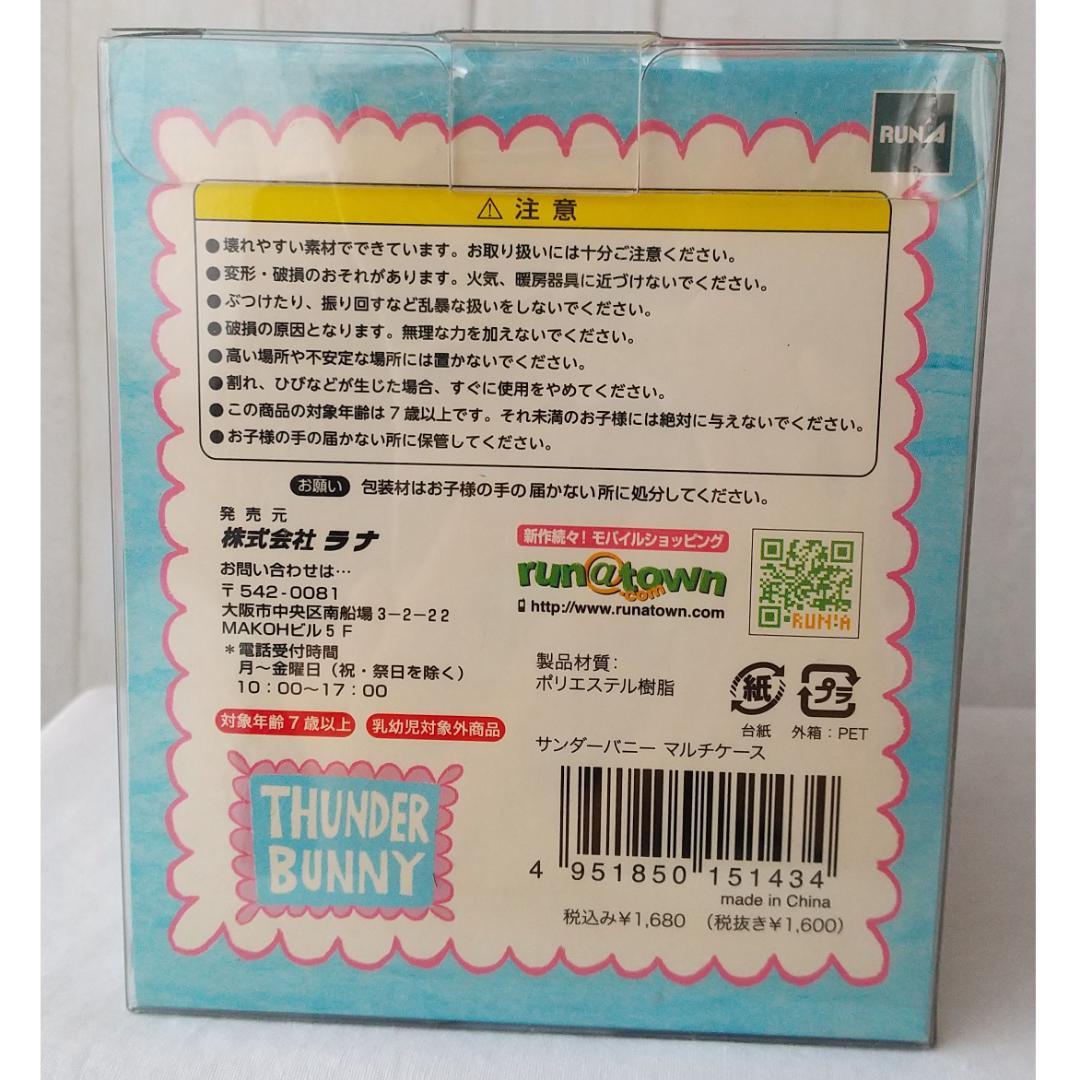 RUNA
⚠ 注意
●壊れやすい素材でできています。お取り扱いには十分ご注意ください。
●変形・破損のおそれがあります。火気、暖房器具に近づけないでください。
●ぶつけたり、振り回すなど乱暴な扱いをしないでください。
●破損の原因となります。無理な力を加えないでください。
●高い場所や不安定な場所には置かないでください。
●割れ、ひびなどが生じた場合、すぐに使用をやめてください。
●この商品の対象年齢は7歳以上です。それ未満のお子様には絶対に与えないでください。
●お子様の手の届かない所に保管してください。
お願い 包装材はお子様の手の届かない所に処分してください。
発売元
株式会社 ラナ
お問い合わせは…
〒542-0081
大阪市中央区南船場3-2-22
MAKOHビル5F
*電話受付時間
月〜金曜日(祝・祭日を除く)
10:00〜17:00
対象年齢7歳以上 乳幼児対象外商品
THUNDER
BUNNY
新作続々!モバイルショッピング
run@town
.com
http://www.runatown.com
RUN!A
製品材質:
ポリエステル樹脂
紙 プラ
台紙 外箱:PET
サンダーバニー マルチケース
4 951850 151434
made in China
税込み¥1,680 (税抜き¥1,600)